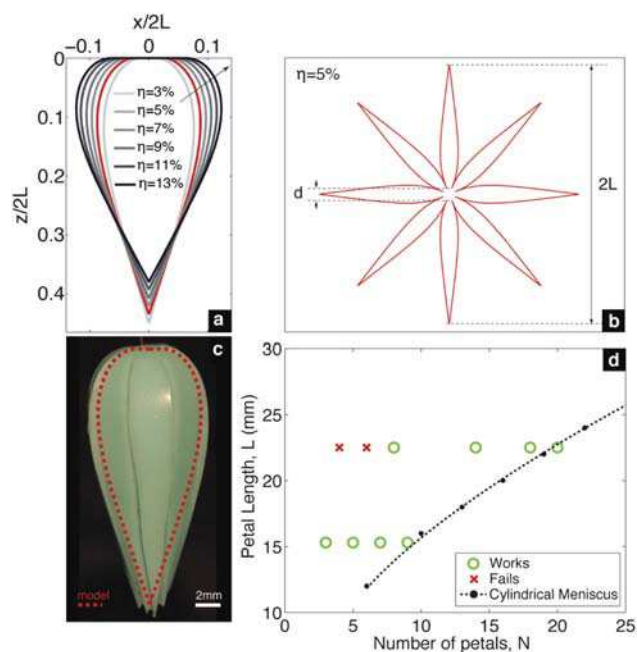 x/2L
−0.1 0 0.1
0
0.1
0.2
0.3
0.4
z/2L
η=3%
η=5%
η=7%
η=9%
η=11%
η=13%
a
η=5%
d
2L
b
c
model
2mm
d
30
25
20
15
10
Petal Length, L (mm)
Works
Fails
Cylindrical Meniscus
0 5 10 15 20 25
Number of petals, N